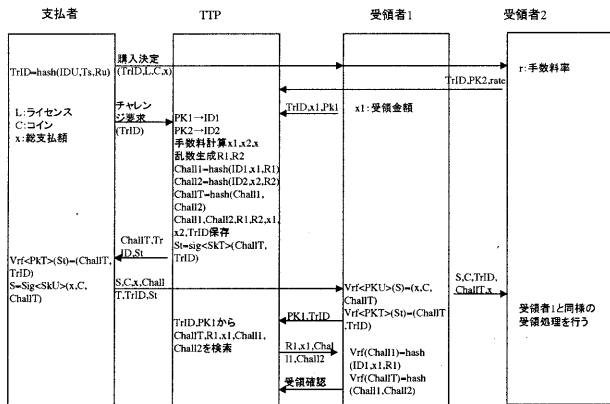 支払者
TTP
受領者1
受領者2
TrID=hash(IDU,Ts,Ru)
購入決定
(TrID,L,C,x)
r:手数料率
TrID,PK2,rate
L:ライセンス
C:コイン
x:総支払額
チャレン
ジ要求
(TrID)
TrID,x1,Pk1
x1:受領金額
PK1→ID1
PK2→ID2
手数料計算x1,x2,x
乱数生成R1,R2
Chall1=hash(ID1,x1,R1)
Chall2=hash(ID2,x2,R2)
ChallT=hash(Chall1,
Chall2)
Chall1,Chall2,R1,R2,x1,
x2,TrID保存
St=sig<SkT>(ChallT,
TrID)
ChallT,Tr
ID,St
Vrf<PkT>(St)=(ChallT,
TrID)
S=Sig<SkU>(x,C,
ChallT)
S,C,x,Chall
T,TrID,St
Vrf<PKU>(S)=(x,C,
ChallT)
Vrf<PKT>(St)=(ChallT
,TrID)
S,C,TrID,
ChallT,x
受領者1と同様の
受領処理を行う
PK1,TrID
TrID,PK1から
ChallT,R1,x1,Chall1,
Chall2を検索
R1,x1,Chal
l1,Chall2
Vrf(Chall1)=hash
(ID1,x1,R1)
Vrf(ChallT)=hash
(Chall1,Chall2)
受領確認